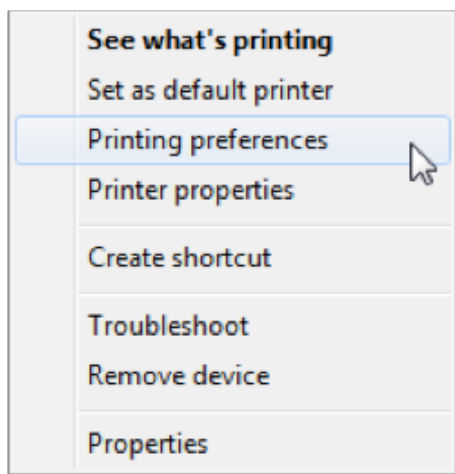 See what's printing
Set as default printer
Printing preferences
Printer properties
Create shortcut
Troubleshoot
Remove device
Properties